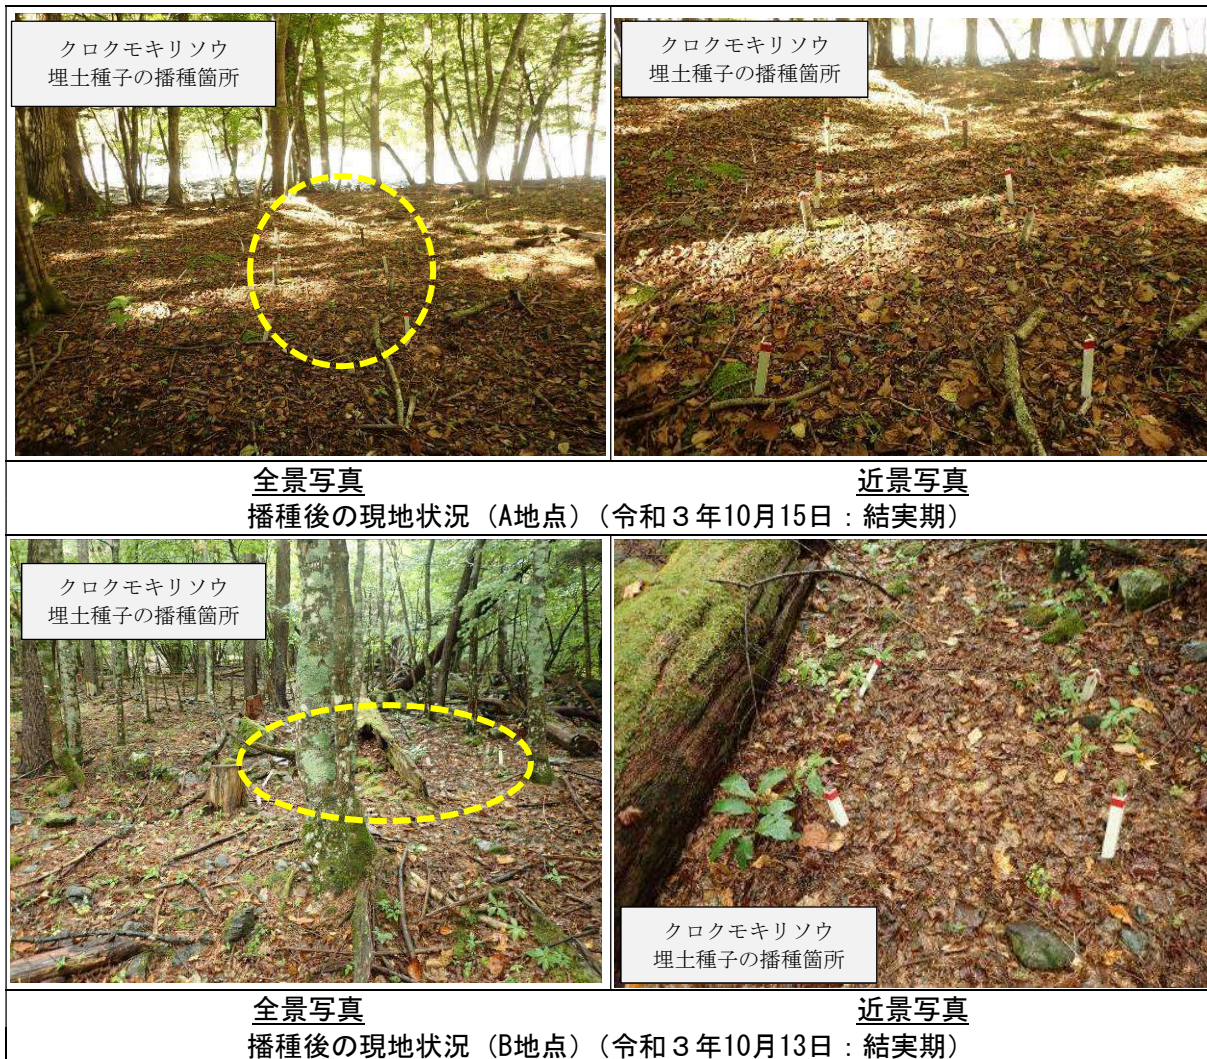 クロクモキリソウ
埋土種子の播種箇所
クロクモキリソウ
埋土種子の播種箇所
全景写真
近景写真
播種後の現地状況（A地点）（令和３年10月15日：結実期）
クロクモキリソウ
埋土種子の播種箇所
クロクモキリソウ
埋土種子の播種箇所
全景写真
近景写真
播種後の現地状況（B地点）（令和３年10月13日：結実期）